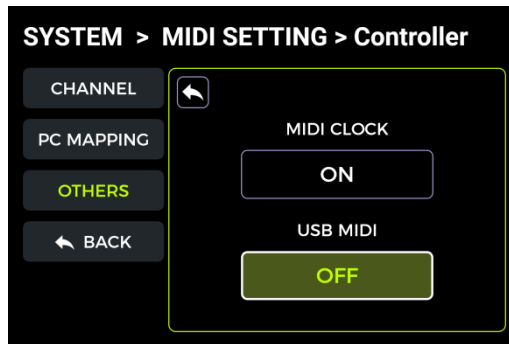 SYSTEM > MIDI SETTING > Controller
CHANNEL
PC MAPPING
OTHERS
BACK
MIDI CLOCK
ON
USB MIDI
OFF